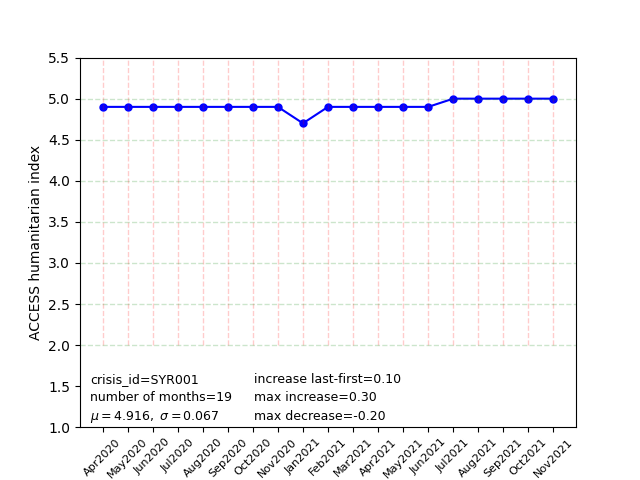 5.5
5.0
4.5
4.0
3.5
3.0
2.5
2.0
1.5
1.0
ACCESS humanitarian index
crisis_id=SYR001
number of months=19
μ=4.916, σ=0.067
increase last-first=0.10
max increase=0.30
max decrease=-0.20
Apr2020
May2020
Jun2020
Jul2020
Aug2020
Sep2020
Oct2020
Nov2020
Jan2021
Feb2021
Mar2021
Apr2021
May2021
Jun2021
Jul2021
Aug2021
Sep2021
Oct2021
Nov2021